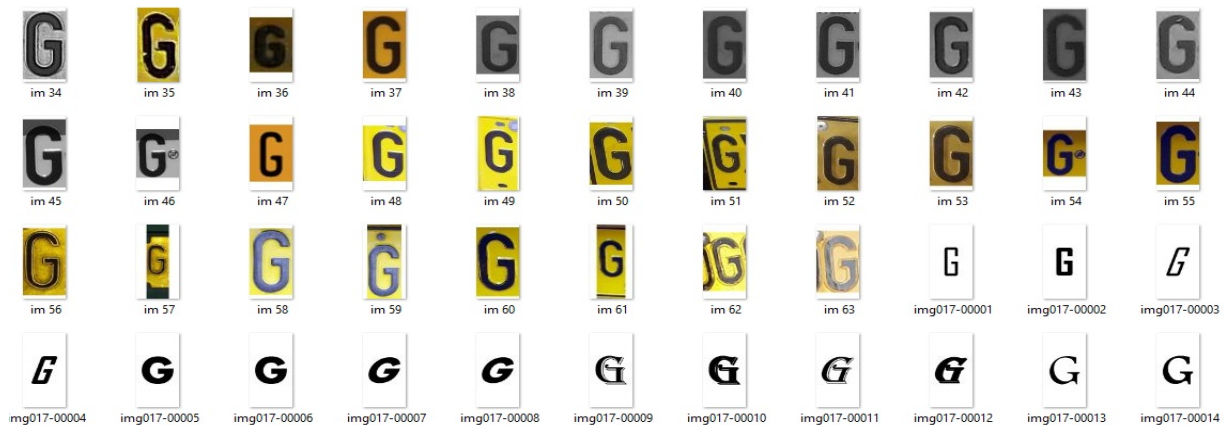 G G G G G G G G G G G
im 34 im 35 im 36 im 37 im 38 im 39 im 40 im 41 im 42 im 43 im 44
G G G G G G G G G G G
im 45 im 46 im 47 im 48 im 49 im 50 im 51 im 52 im 53 im 54 im 55
G G G G G G G G G G G
im 56 im 57 im 58 im 59 im 60 im 61 im 62 im 63 img017-00001 img017-00002 img017-00003
G G G G G G G G G G G
img017-00004 img017-00005 img017-00006 img017-00007 img017-00008 img017-00009 img017-00010 img017-00011 img017-00012 img017-00013 img017-00014